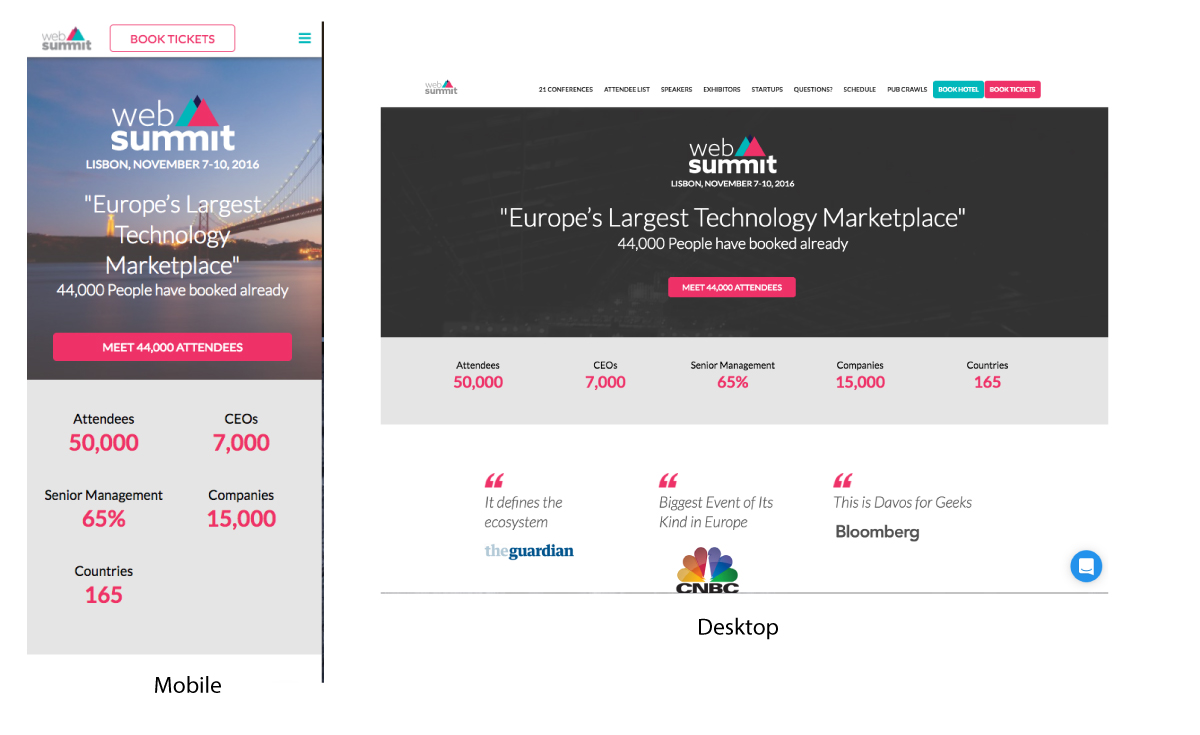 web
summit
BOOK TICKETS
web
summit
LISBON, NOVEMBER 7-10, 2016
"Europe's Largest
Technology
Marketplace"
44,000 People have booked already
MEET 44,000 ATTENDEES
Attendees
50,000
CEOs
7,000
Senior Management
65%
Companies
15,000
Countries
165
Mobile
web
summit
21 CONFERENCES ATTENDEE LIST SPEAKERS EXHIBITORS STARTUPS QUESTIONS? SCHEDULE PUB CRAWLS BOOK HOTEL BOOK TICKETS
web
summit
LISBON, NOVEMBER 7-10, 2016
"Europe's Largest Technology Marketplace"
44,000 People have booked already
MEET 44,000 ATTENDEES
Attendees
50,000
CEOs
7,000
Senior Management
65%
Companies
15,000
Countries
165
“
It defines the
ecosystem
theguardian
“
Biggest Event of Its
Kind in Europe
CNBC
“
This is Davos for Geeks
Bloomberg
Desktop